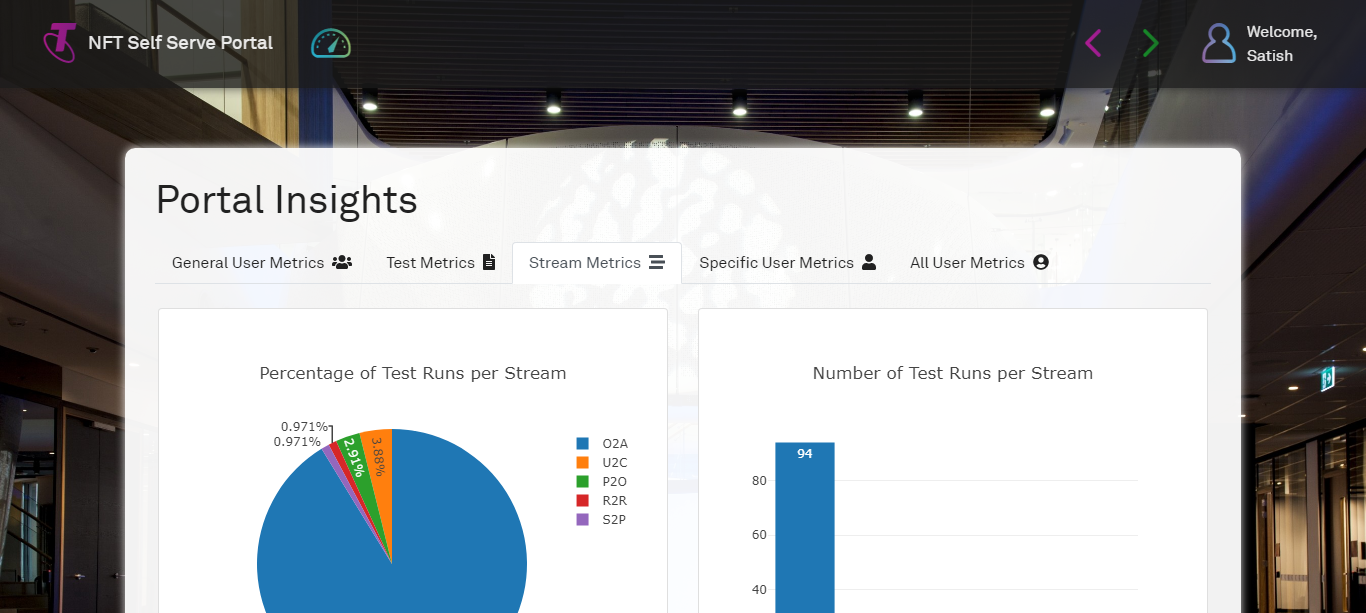 NFT Self Serve Portal
Welcome,
Satish
Portal Insights
General User Metrics
Test Metrics
Stream Metrics
Specific User Metrics
All User Metrics
Percentage of Test Runs per Stream
0.971%
0.971%
2.91%
3.88%
O2A
U2C
P2O
R2R
S2P
Number of Test Runs per Stream
94
80
60
40